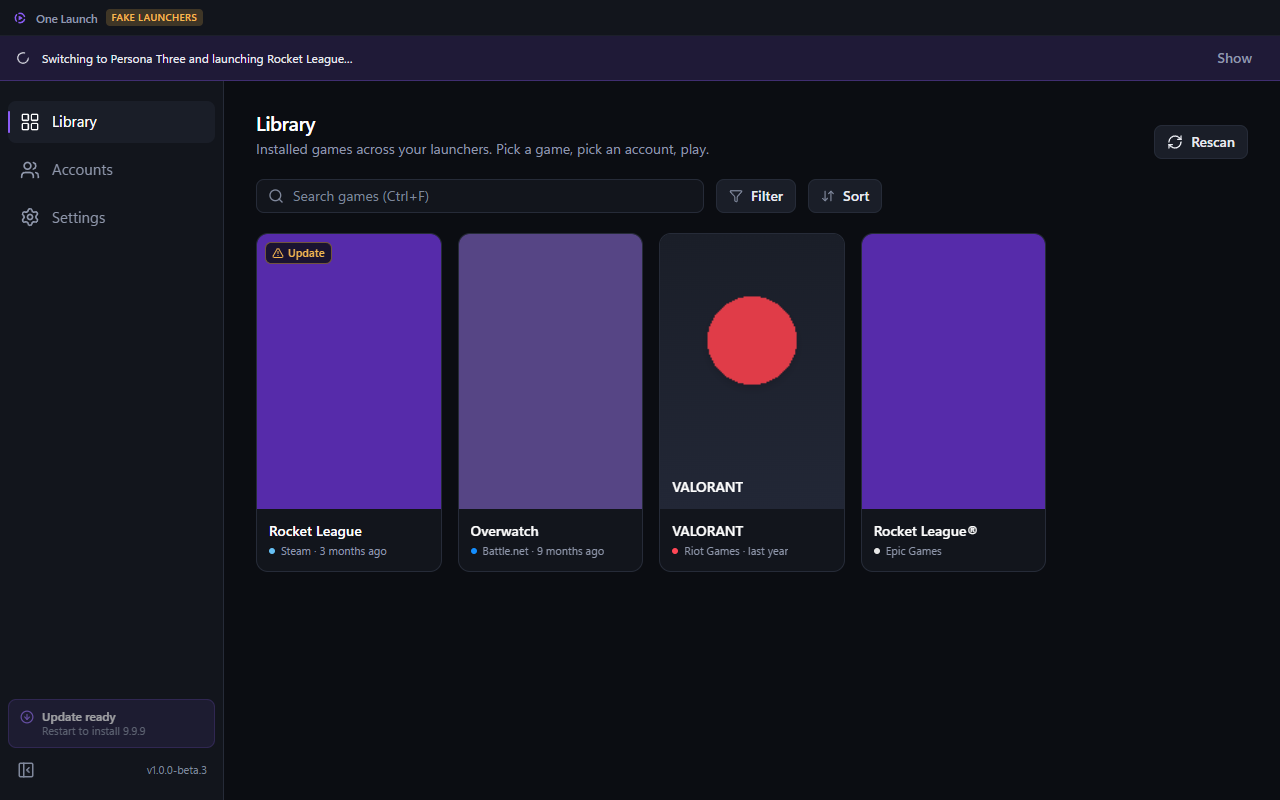 One Launch FAKE LAUNCHERS
Switching to Persona Three and launching Rocket League...
Show
Library
Accounts
Settings
Library
Installed games across your launchers. Pick a game, pick an account, play.
Rescan
Search games (Ctrl+F)
Filter
Sort
Update
Rocket League
Steam · 3 months ago
Overwatch
Battle.net · 9 months ago
VALORANT
VALORANT
Riot Games · last year
Rocket League®
Epic Games
Update ready
Restart to install 9.9.9
v1.0.0-beta.3